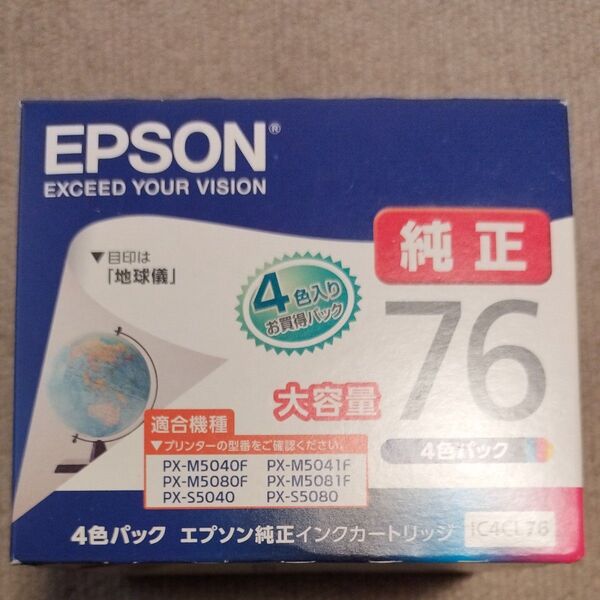 EPSON®
EXCEED YOUR VISION
純正
▼目印は
「地球儀」
4色入り
お買得パック
76
大容量
4色パック
適合機種
▼プリンターの型番をご確認ください。
PX-M5040F PX-M5041F
PX-M5080F PX-M5081F
PX-S5040 PX-S5080
4色パック エプソン純正インクカートリッジ IC4CL76